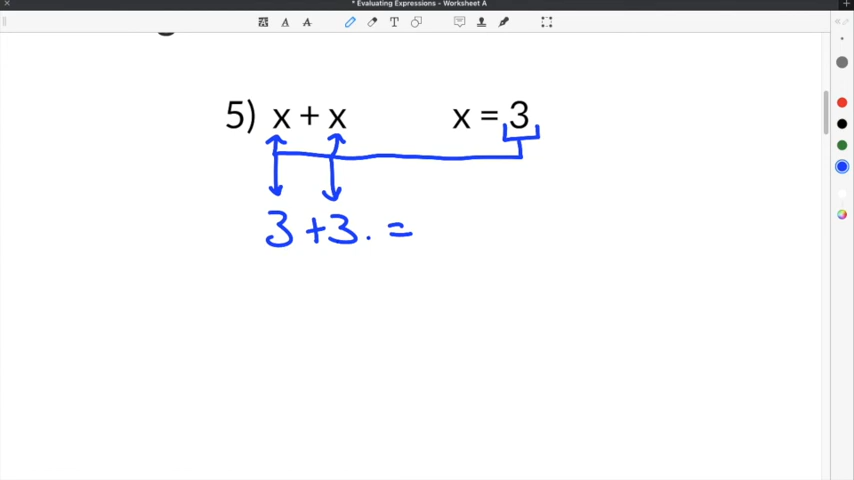 * Evaluating Expressions - Worksheet A
5) x + x x = 3
3 + 3. =